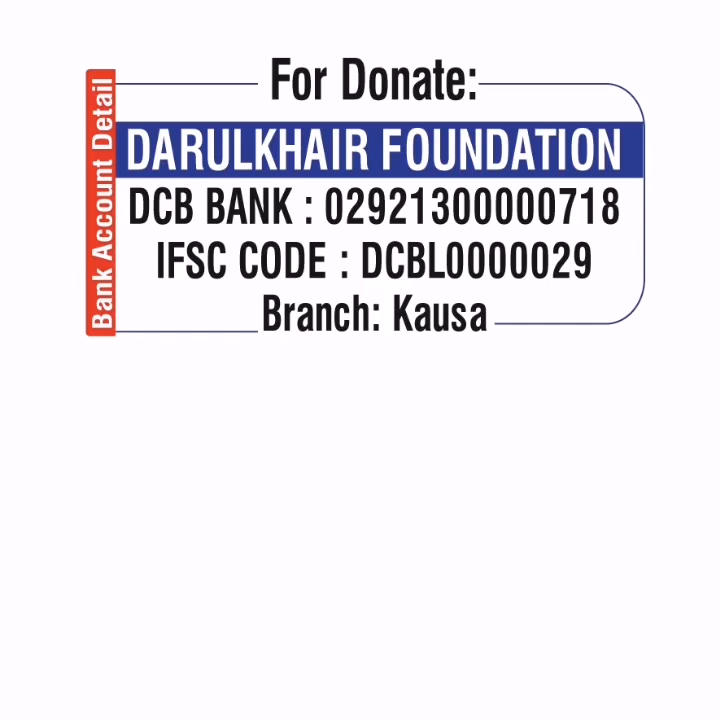 For Donate:
Bank Account Detail
DARULKHAIR FOUNDATION
DCB BANK : 02921300000718
IFSC CODE : DCBL0000029
Branch: Kausa